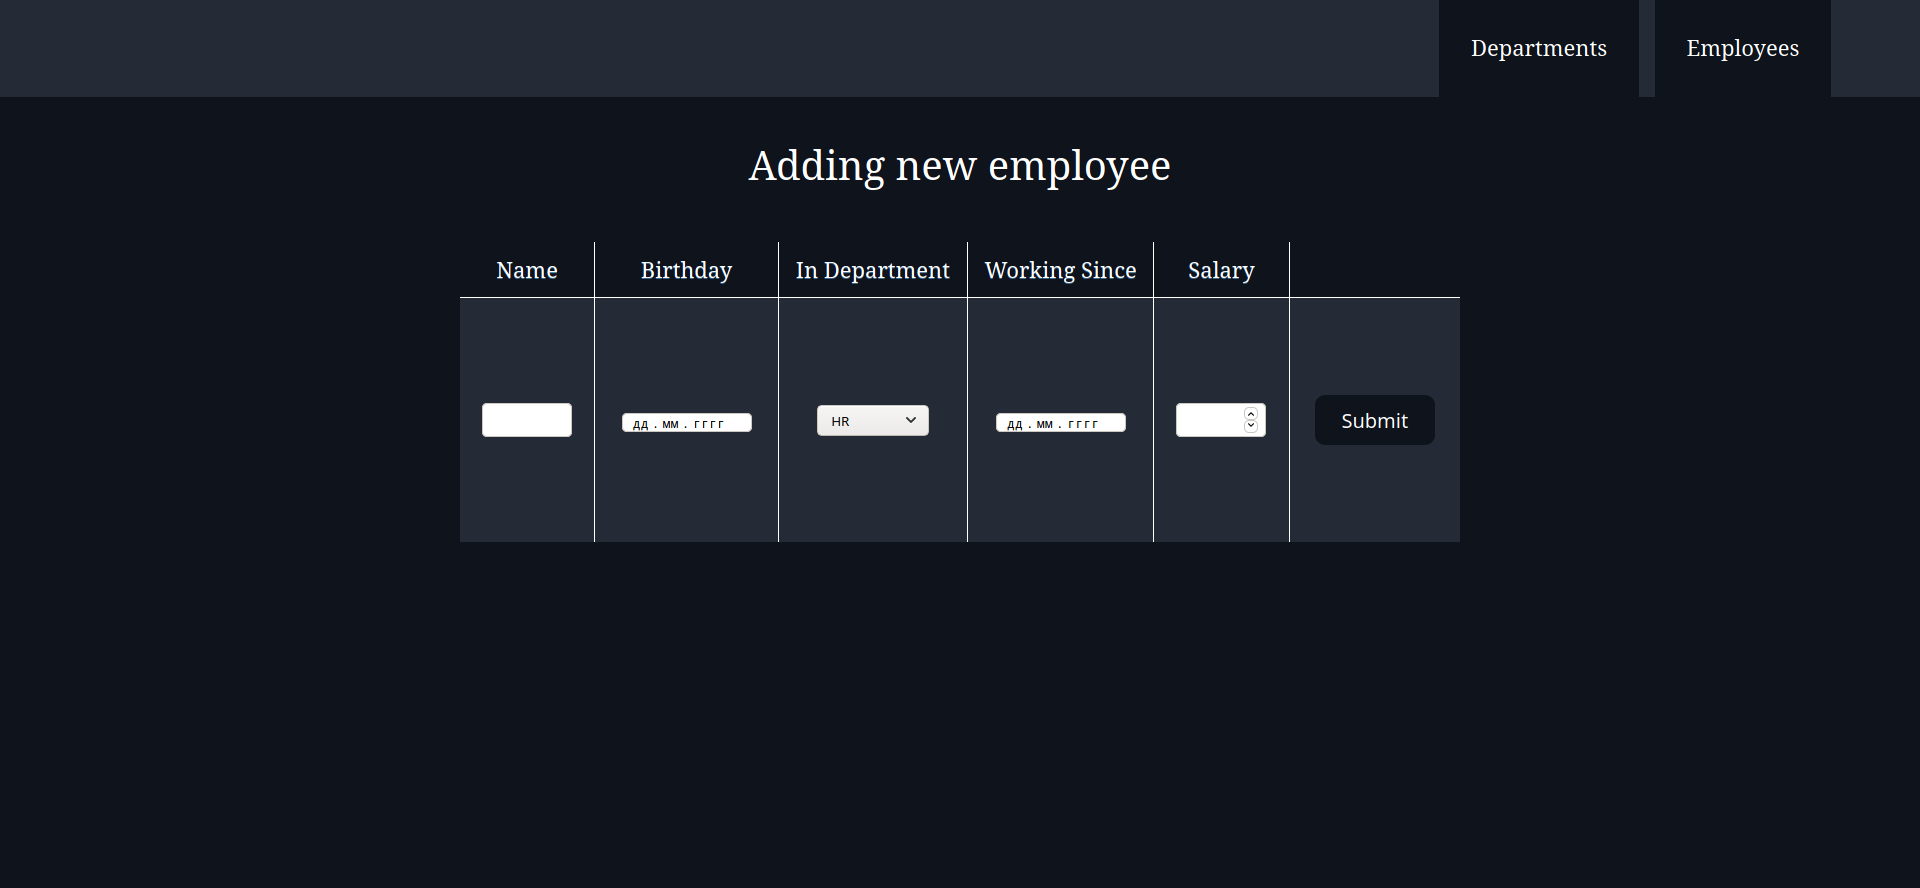 Departments Employees
Adding new employee
Name Birthday In Department Working Since Salary
дд.мм.гггг HR дд.мм.гггг Submit